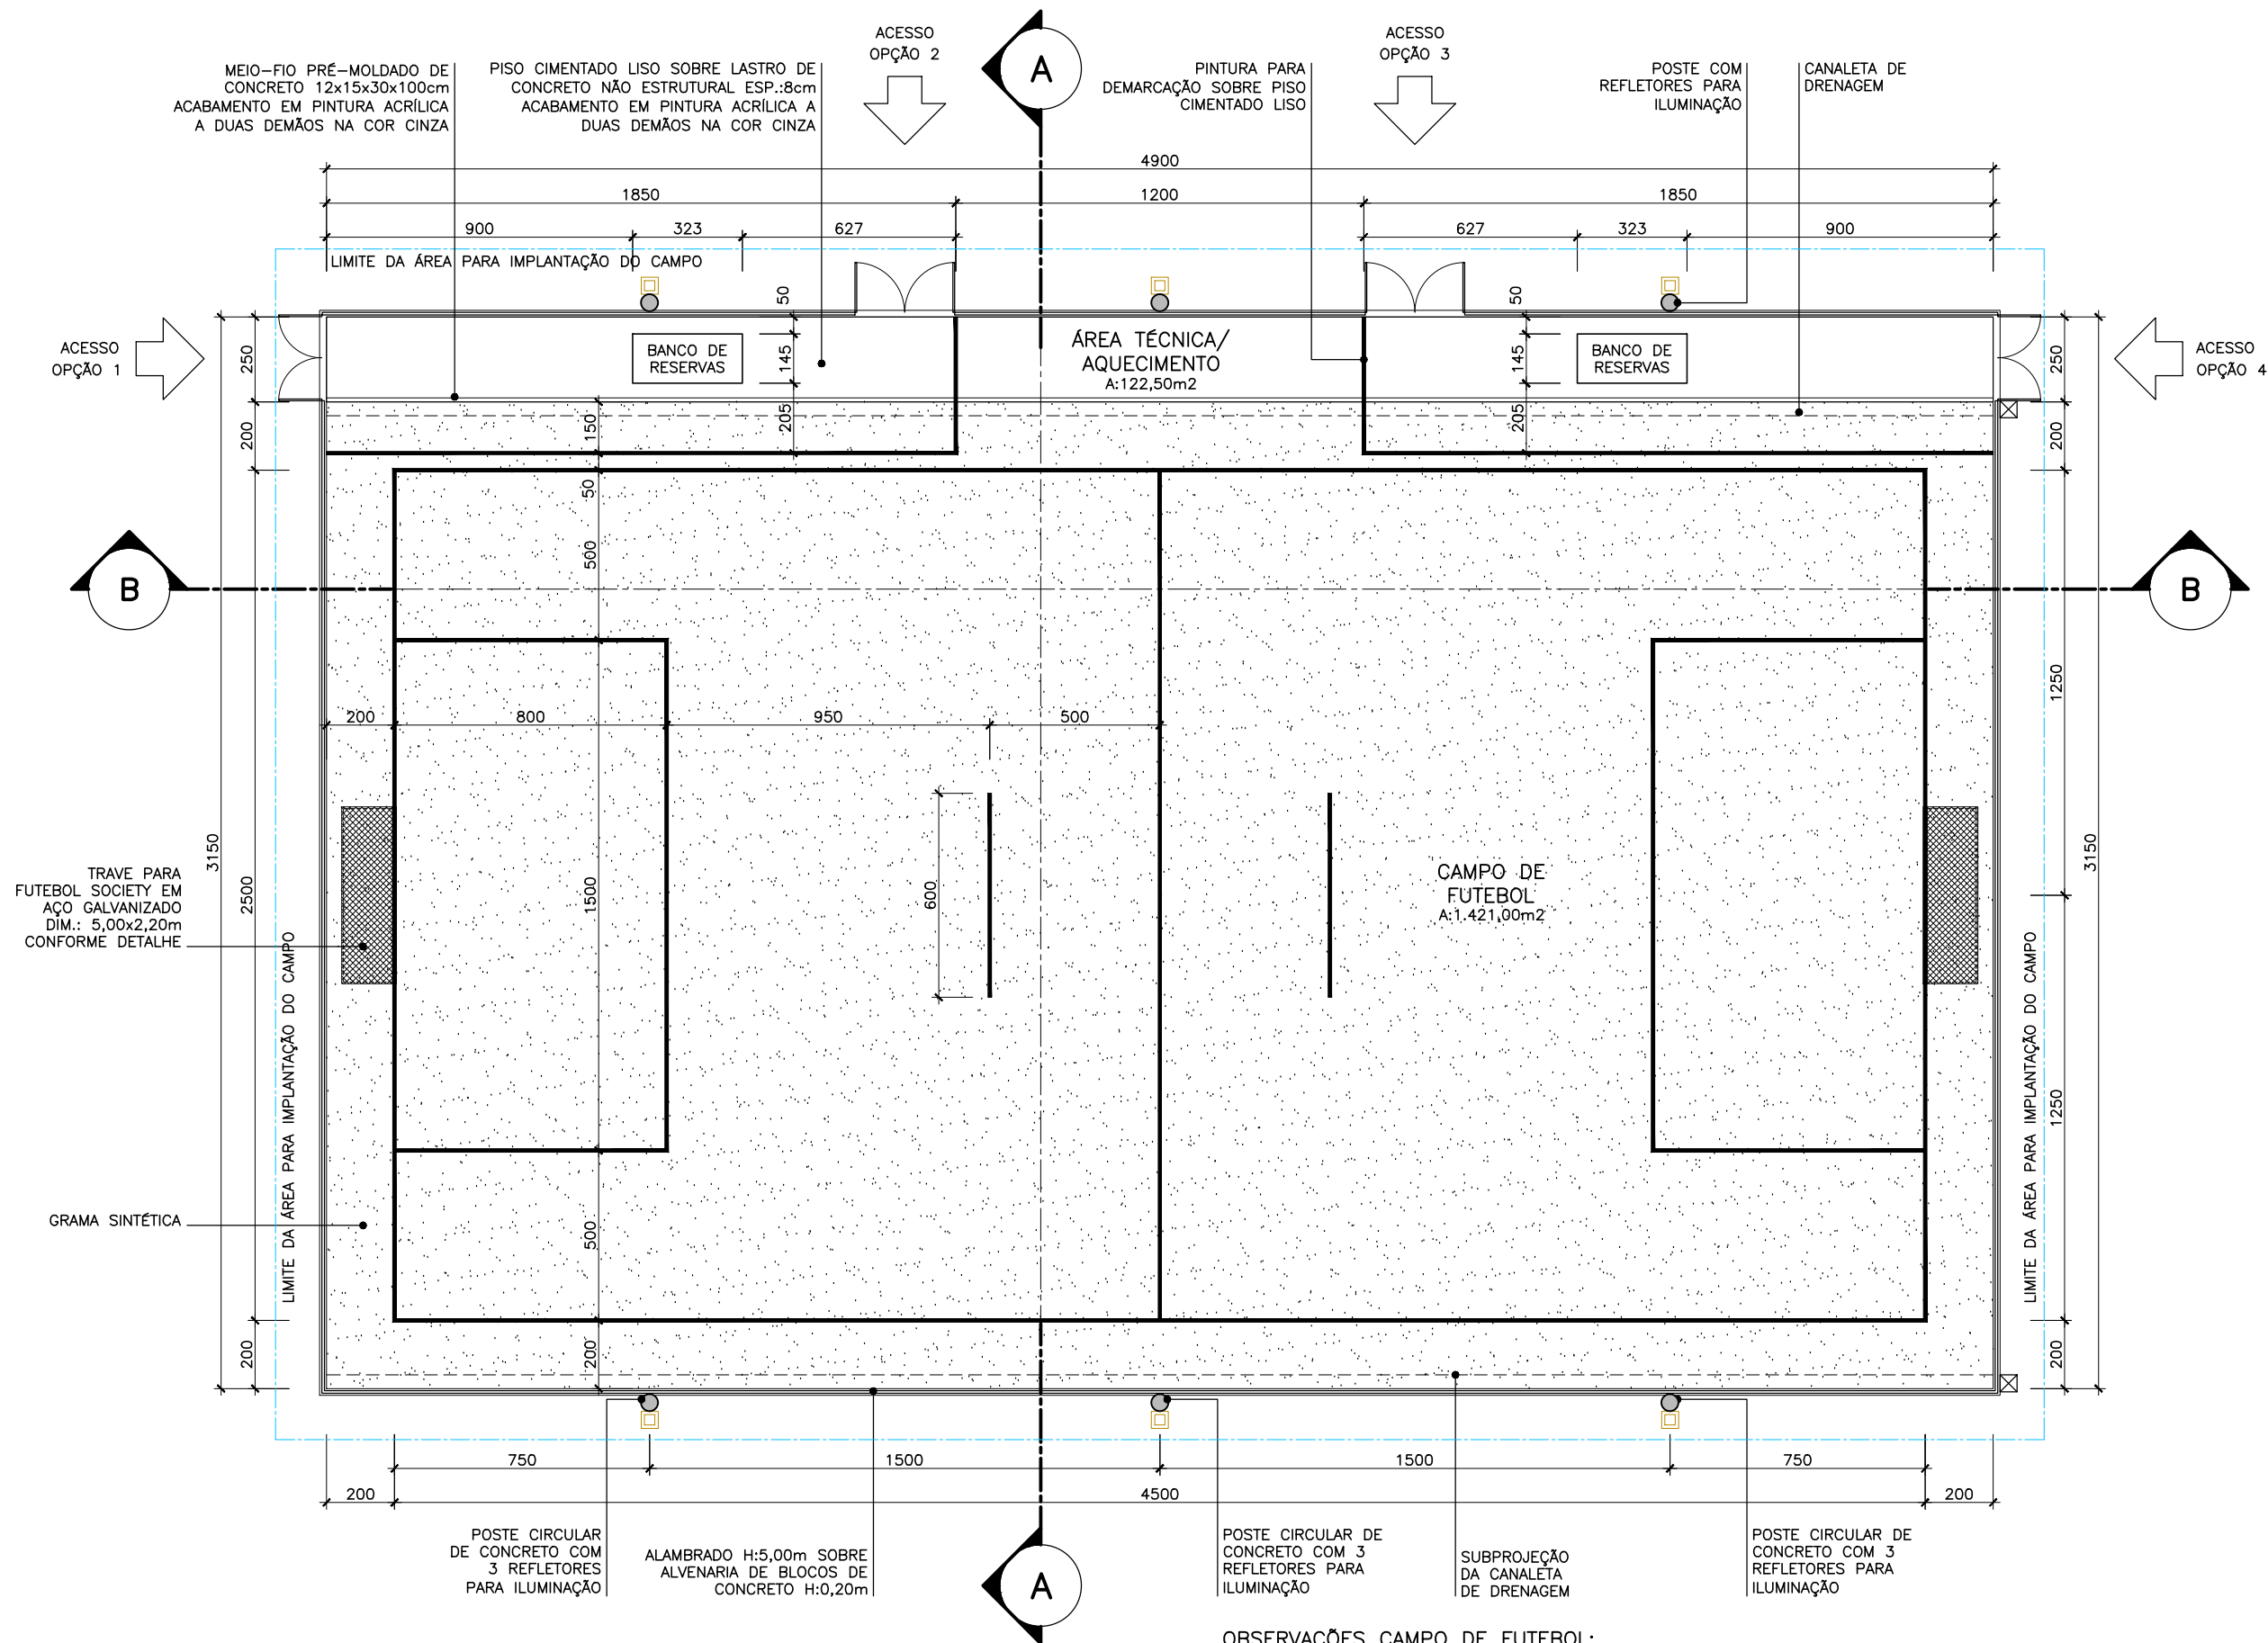 ACESSO
OPÇÃO 2
A
ACESSO
OPÇÃO 3
MEIO-FIO PRÉ-MOLDADO DE
CONCRETO 12x15x30x100cm
ACABAMENTO EM PINTURA ACRÍLICA
A DUAS DEMÃOS NA COR CINZA
PISO CIMENTADO LISO SOBRE LASTRO DE
CONCRETO NÃO ESTRUTURAL ESP.:8cm
ACABAMENTO EM PINTURA ACRÍLICA A
DUAS DEMÃOS NA COR CINZA
PINTURA PARA
DEMARCAÇÃO SOBRE PISO
CIMENTADO LISO
POSTE COM
REFLETORES PARA
ILUMINAÇÃO
CANALETA DE
DRENAGEM
4900
1850
1200
1850
900
323
627
627
323
900
LIMITE DA ÁREA PARA IMPLANTAÇÃO DO CAMPO
50
50
ACESSO
OPÇÃO 1
250
BANCO DE
RESERVAS
145
ÁREA TÉCNICA/
AQUECIMENTO
A:122,50m2
145
BANCO DE
RESERVAS
250
ACESSO
OPÇÃO 4
200
150
205
205
200
50
500
B
B
1250
200
800
950
500
3150
2500
1500
600
CAMPO DE
FUTEBOL
A:1.421,00m2
3150
TRAVE PARA
FUTEBOL SOCIETY EM
AÇO GALVANIZADO
DIM.: 5,00x2,20m
CONFORME DETALHE
LIMITE DA ÁREA PARA IMPLANTAÇÃO DO CAMPO
LIMITE DA ÁREA PARA IMPLANTAÇÃO DO CAMPO
1250
GRAMA SINTÉTICA
500
200
200
200
750
1500
1500
750
200
4500
200
POSTE CIRCULAR
DE CONCRETO COM
3 REFLETORES
PARA ILUMINAÇÃO
ALAMBRADO H:5,00m SOBRE
ALVENARIA DE BLOCOS DE
CONCRETO H:0,20m
A
POSTE CIRCULAR DE
CONCRETO COM 3
REFLETORES PARA
ILUMINAÇÃO
SUBPROJEÇÃO
DA CANALETA
DE DRENAGEM
POSTE CIRCULAR DE
CONCRETO COM 3
REFLETORES PARA
ILUMINAÇÃO
OBSERVAÇÕES CAMPO DE FUTEBOL: